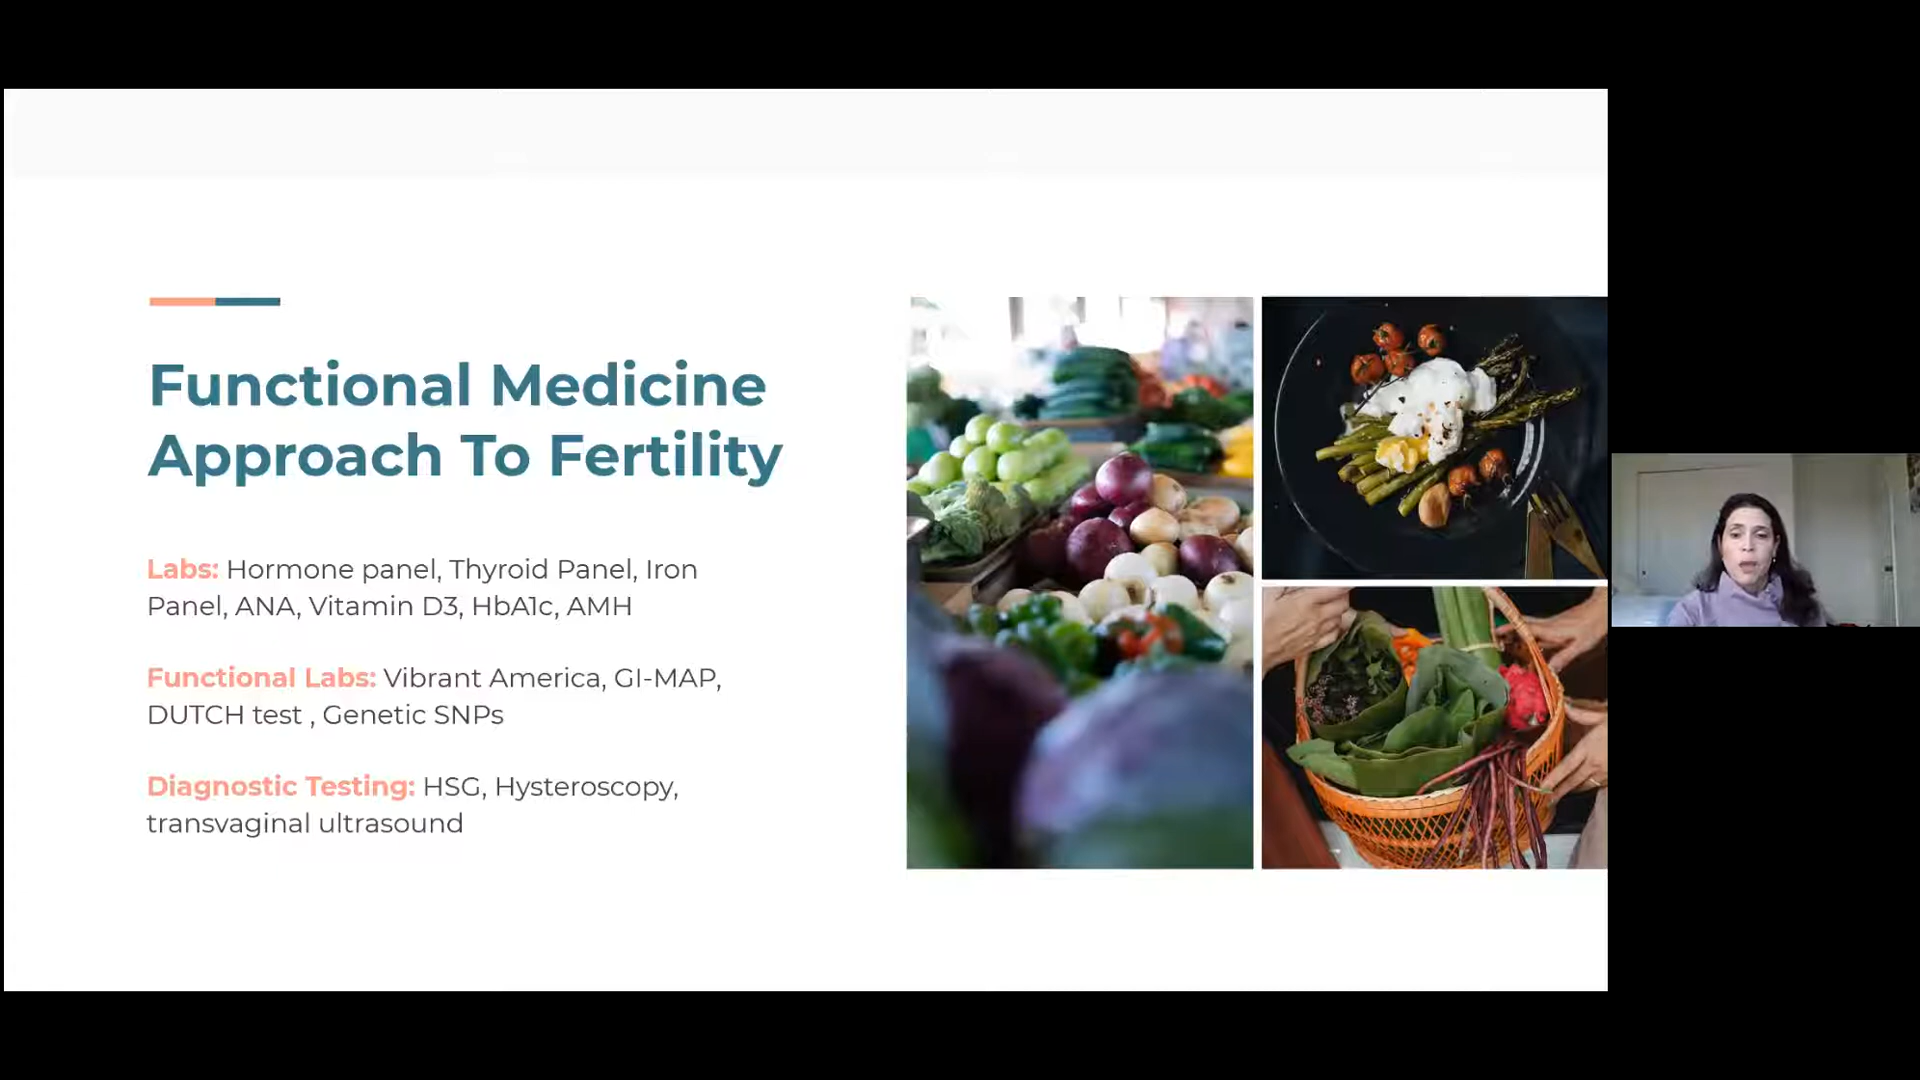 Functional Medicine
Approach To Fertility
Labs: Hormone panel, Thyroid Panel, Iron
Panel, ANA, Vitamin D3, HbA1c, AMH
Functional Labs: Vibrant America, GI-MAP,
DUTCH test , Genetic SNPs
Diagnostic Testing: HSG, Hysteroscopy,
transvaginal ultrasound